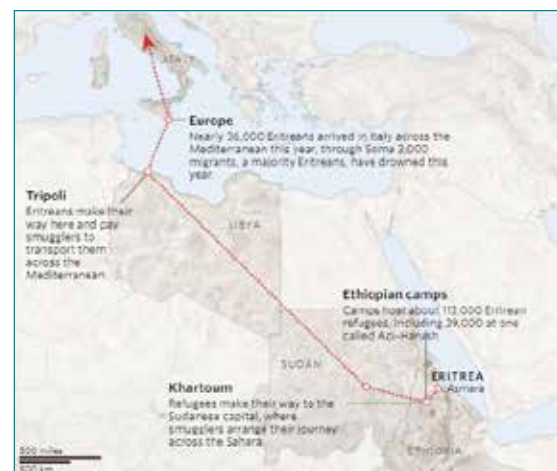 ITALY
Europe
Nearly 36,000 Eritreans arrived in Italy across the
Mediterranean this year, through Some 3,000
migrants, a majority Eritreans, have drowned this
year.
Tripoli
Eritreans make their
way here and pay
smugglers to
transport them
across the
Mediterranean.
LIBYA
Ethiopian camps
Camps host about 113,000 Eritrean
refugees, including 39,000 at one
called
SUDAN
ERITREA
Asmara
Khartoum
Refugees make their way to the
Sudanese capital, where
smugglers arrange their journey
across the Sahara.
ETHIOPIA
500 miles
500 km